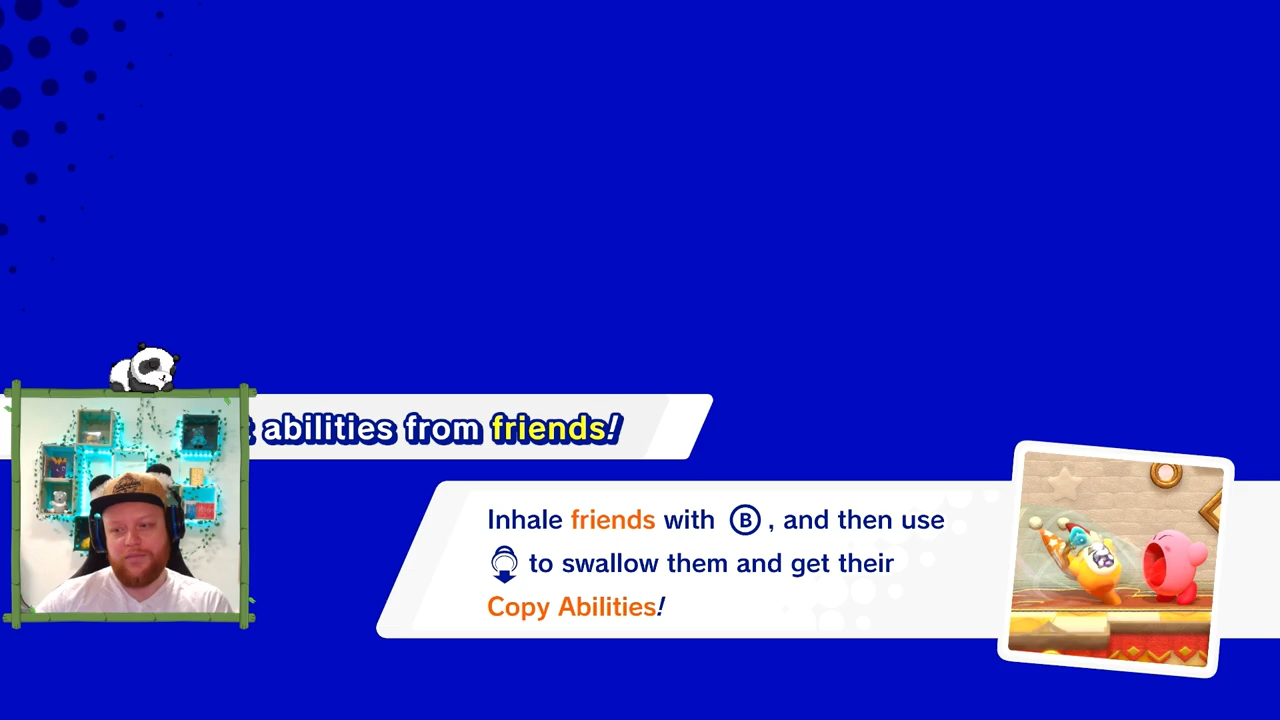 abilities from friends!
Inhale friends with B, and then use
to swallow them and get their
Copy Abilities!